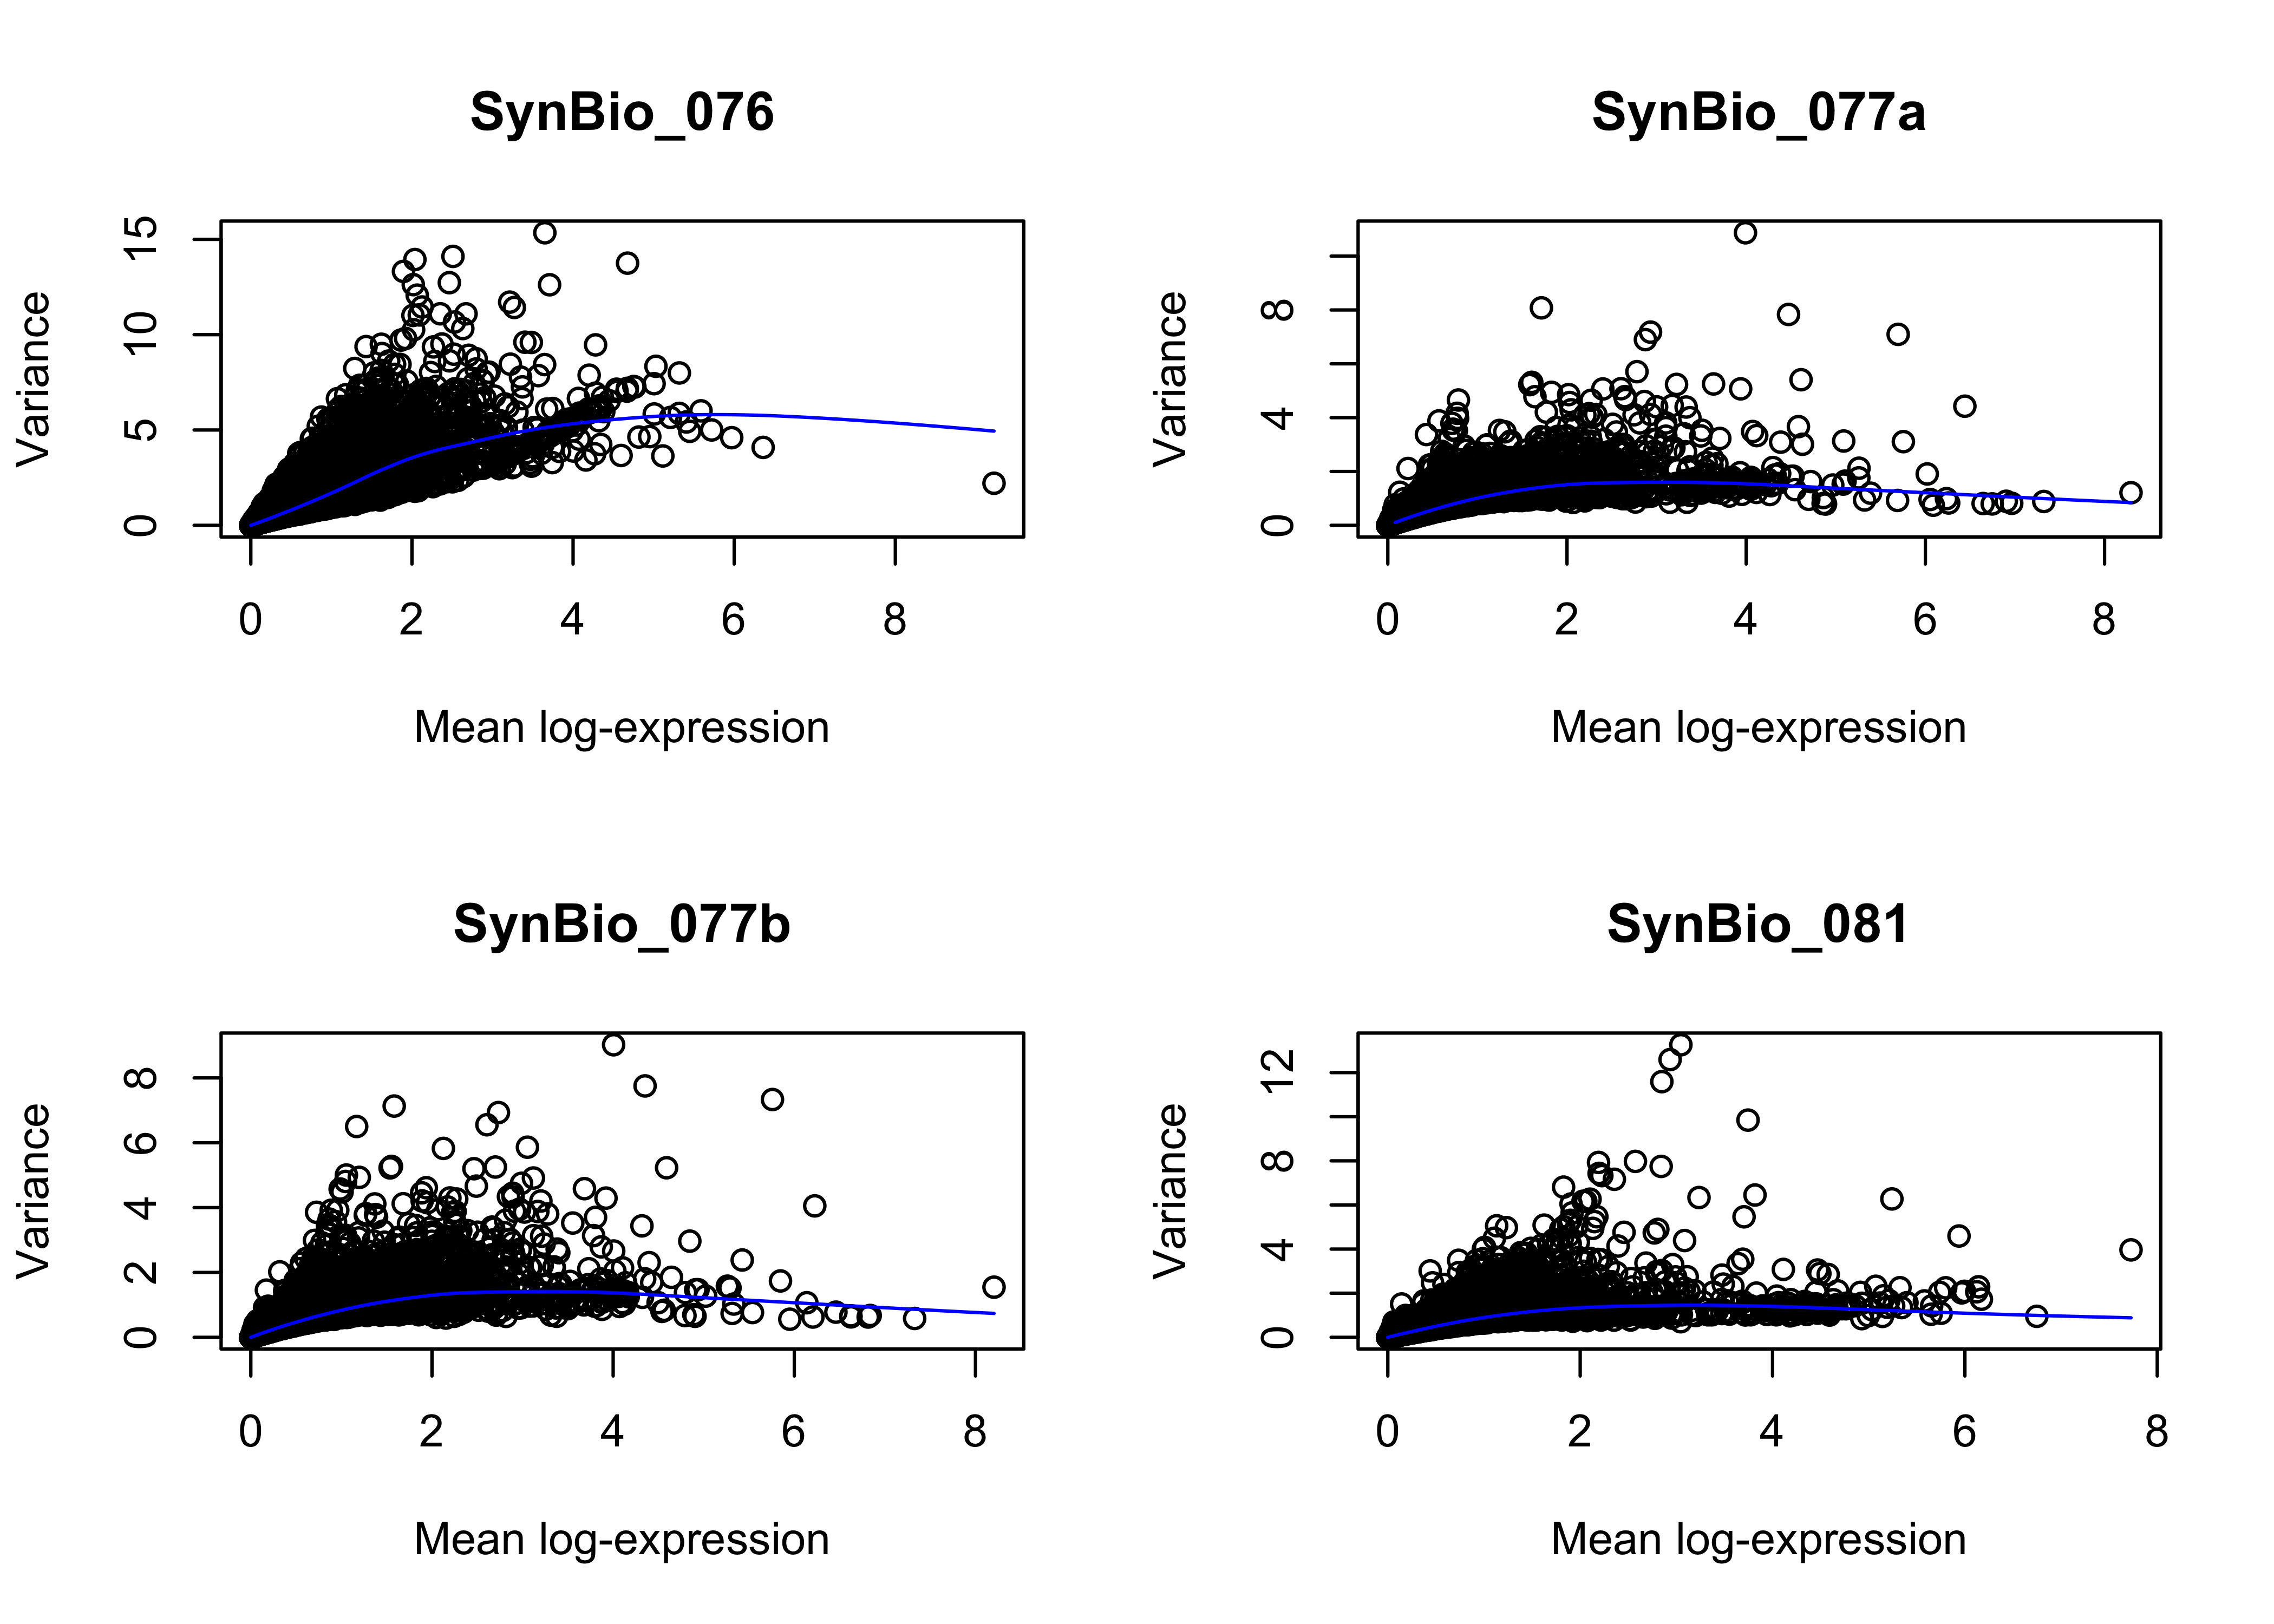 SynBio_076
15
10
5
0
Variance
0 2 4 6 8
Mean log-expression
SynBio_077a
8
4
0
Variance
0 2 4 6 8
Mean log-expression
SynBio_077b
8
6
4
2
0
Variance
0 2 4 6 8
Mean log-expression
SynBio_081
12
8
4
0
Variance
0 2 4 6 8
Mean log-expression